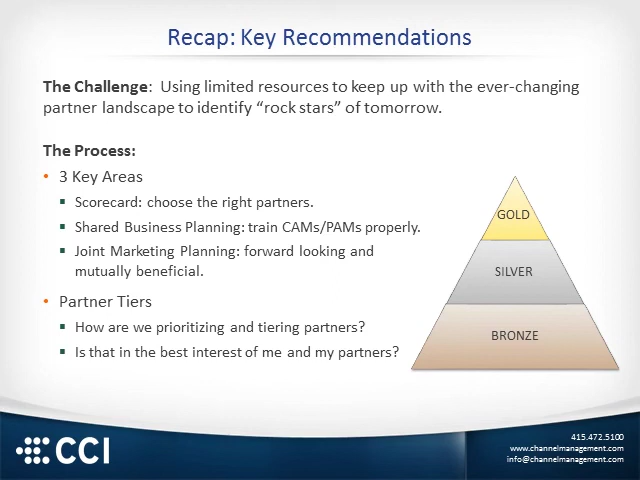 Recap: Key Recommendations
The Challenge:  Using limited resources to keep up with the ever-changing
partner landscape to identify “rock stars” of tomorrow.
The Process:
• 3 Key Areas
▪ Scorecard: choose the right partners.
▪ Shared Business Planning: train CAMs/PAMs properly.
▪ Joint Marketing Planning: forward looking and
mutually beneficial.
• Partner Tiers
▪ How are we prioritizing and tiering partners?
▪ Is that in the best interest of me and my partners?
GOLD
SILVER
BRONZE
CCI
415.472.5100
www.channelmanagement.com
info@channelmanagement.com